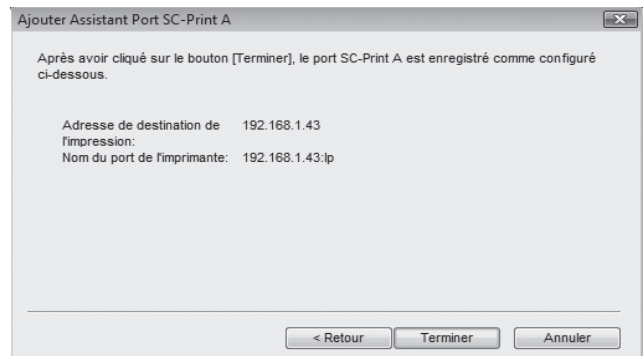 Ajouter Assistant Port SC-Print A
Après avoir cliqué sur le bouton [Terminer], le port SC-Print A est enregistré comme configuré
ci-dessous.
Adresse de destination de 192.168.1.43
l'impression:
Nom du port de l'imprimante: 192.168.1.43:lp
< Retour Terminer Annuler